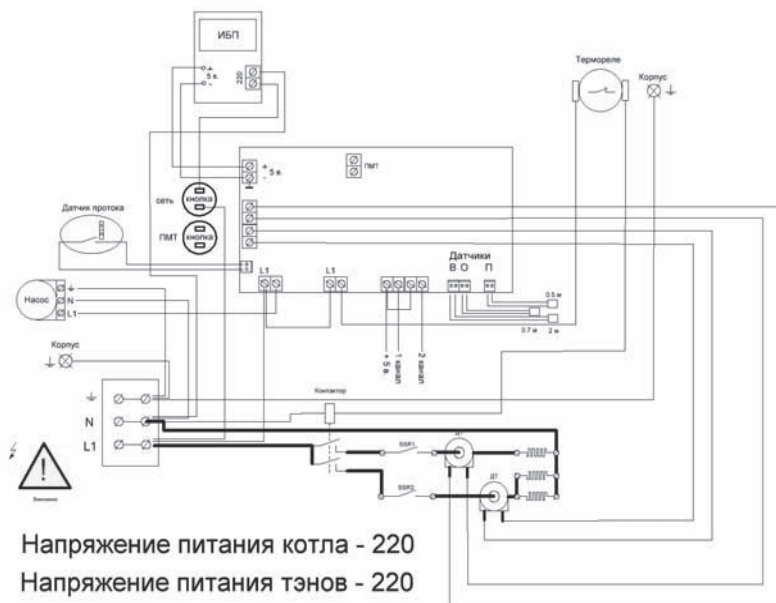 ИБП
5 в.
220
Термореле
Корпус
+
-
5 в.
ПМТ
сеть
кнопка
ПМТ
кнопка
Датчик протока
L1
L1
Датчики
В О П
0.5 м
0.7 м
2 м
Насос
N
L1
+ 5 в.
1 канал
2 канал
Корпус
Контактор
N
L1
SSR1
SSR2
ДТ
Внимание
Напряжение питания котла - 220
Напряжение питания тэнов - 220